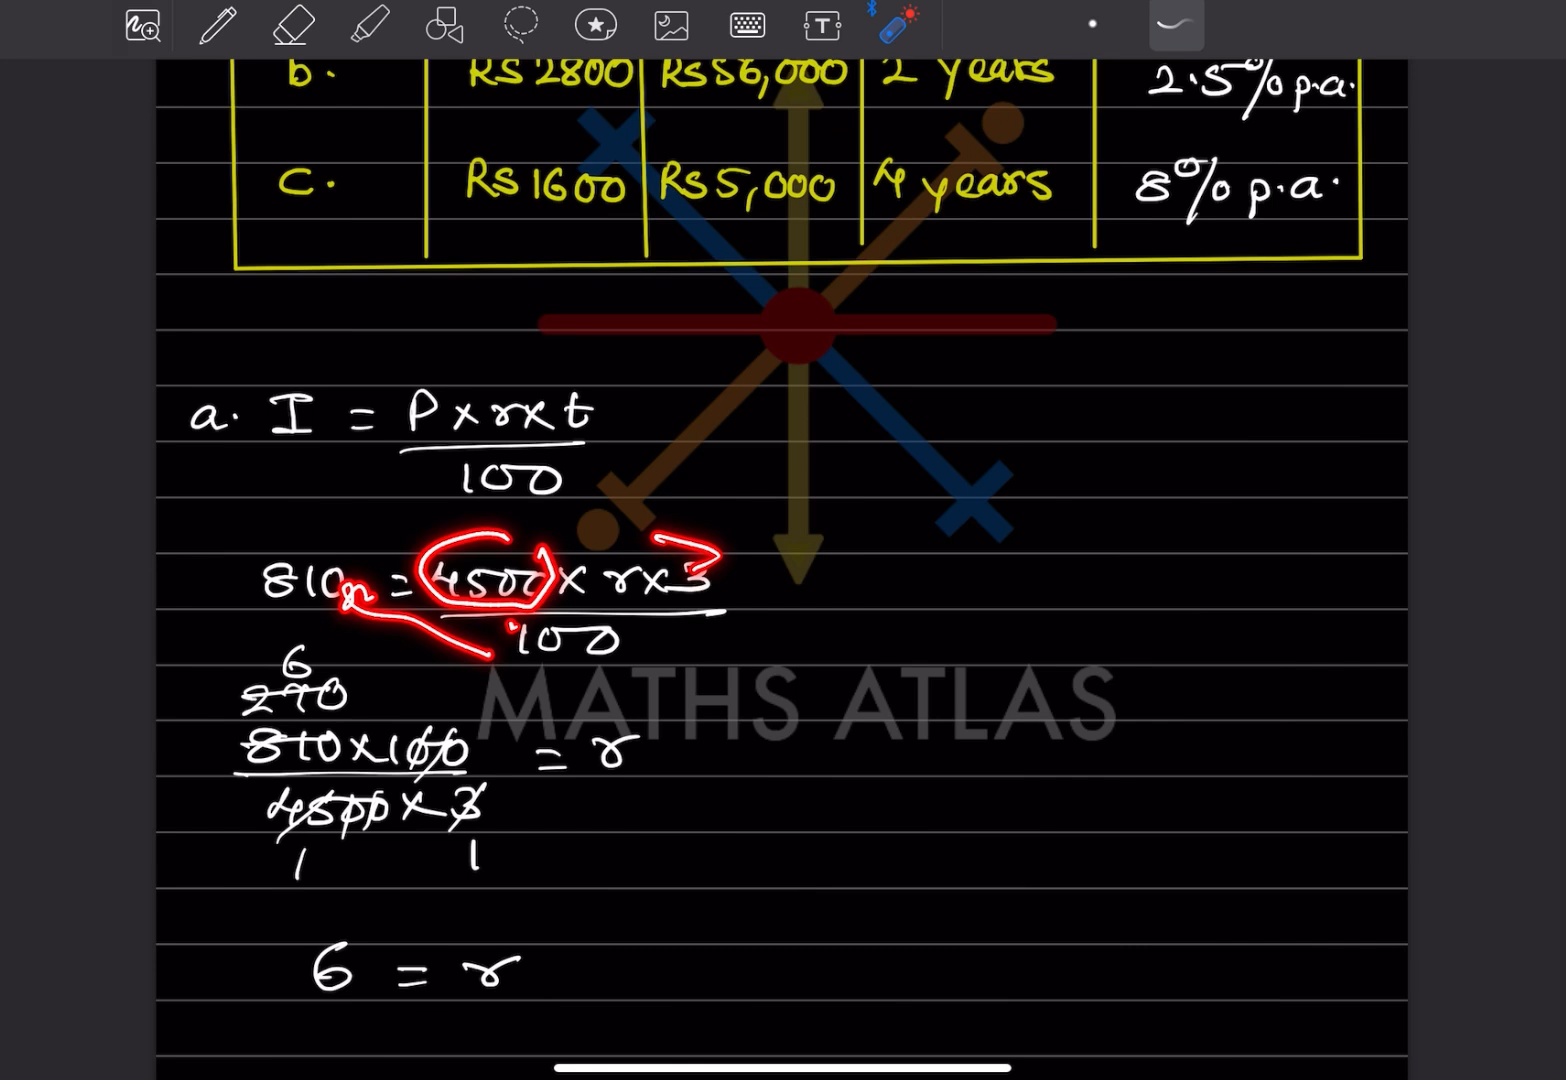 b. RS 2800 Rs 56,000 2 years 2.5% p.a.
c. RS 1600 Rs 5,000 4 years 8% p.a.
a. I = P x r x t
100
810 = 4500 x r x 3
100
6
270
810 x 100 = r
4500 x 3
1 1
6 = r
MATHS ATLAS